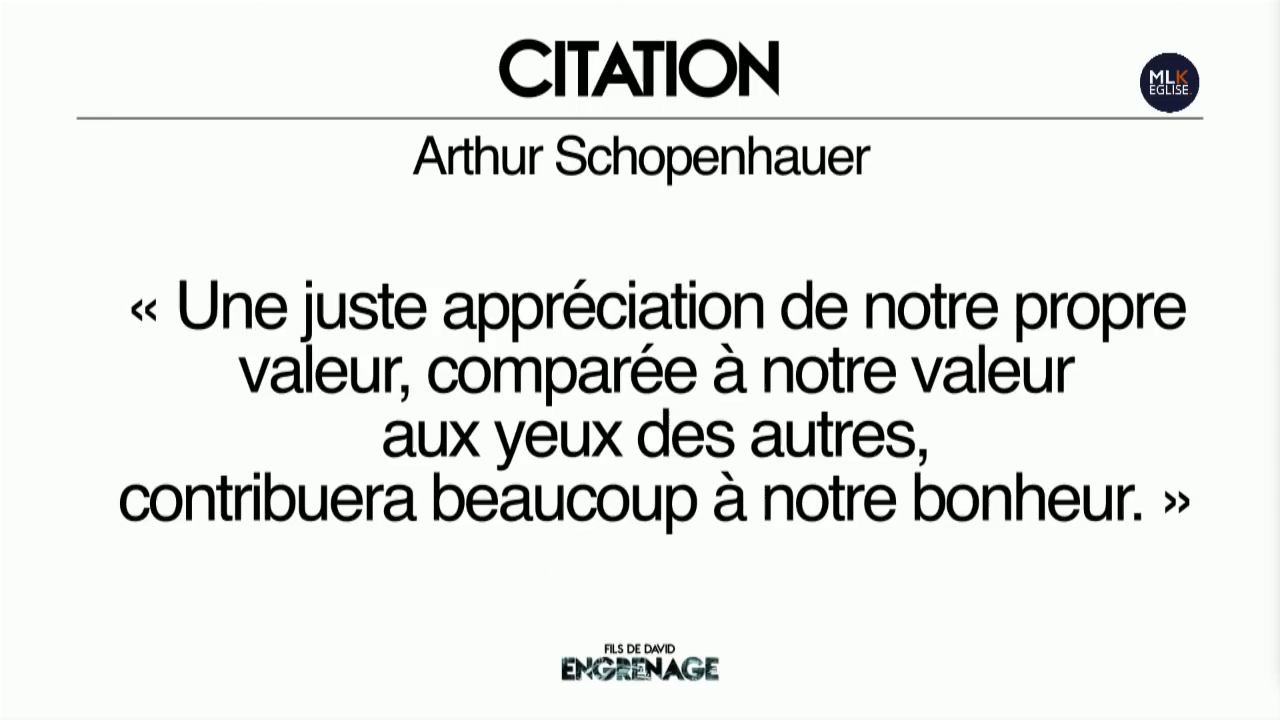 CITATION
MLK
EGLISE
Arthur Schopenhauer
« Une juste appréciation de notre propre
valeur, comparée à notre valeur
aux yeux des autres,
contribuera beaucoup à notre bonheur. »
FILS DE DAVID
ENGRENAGE